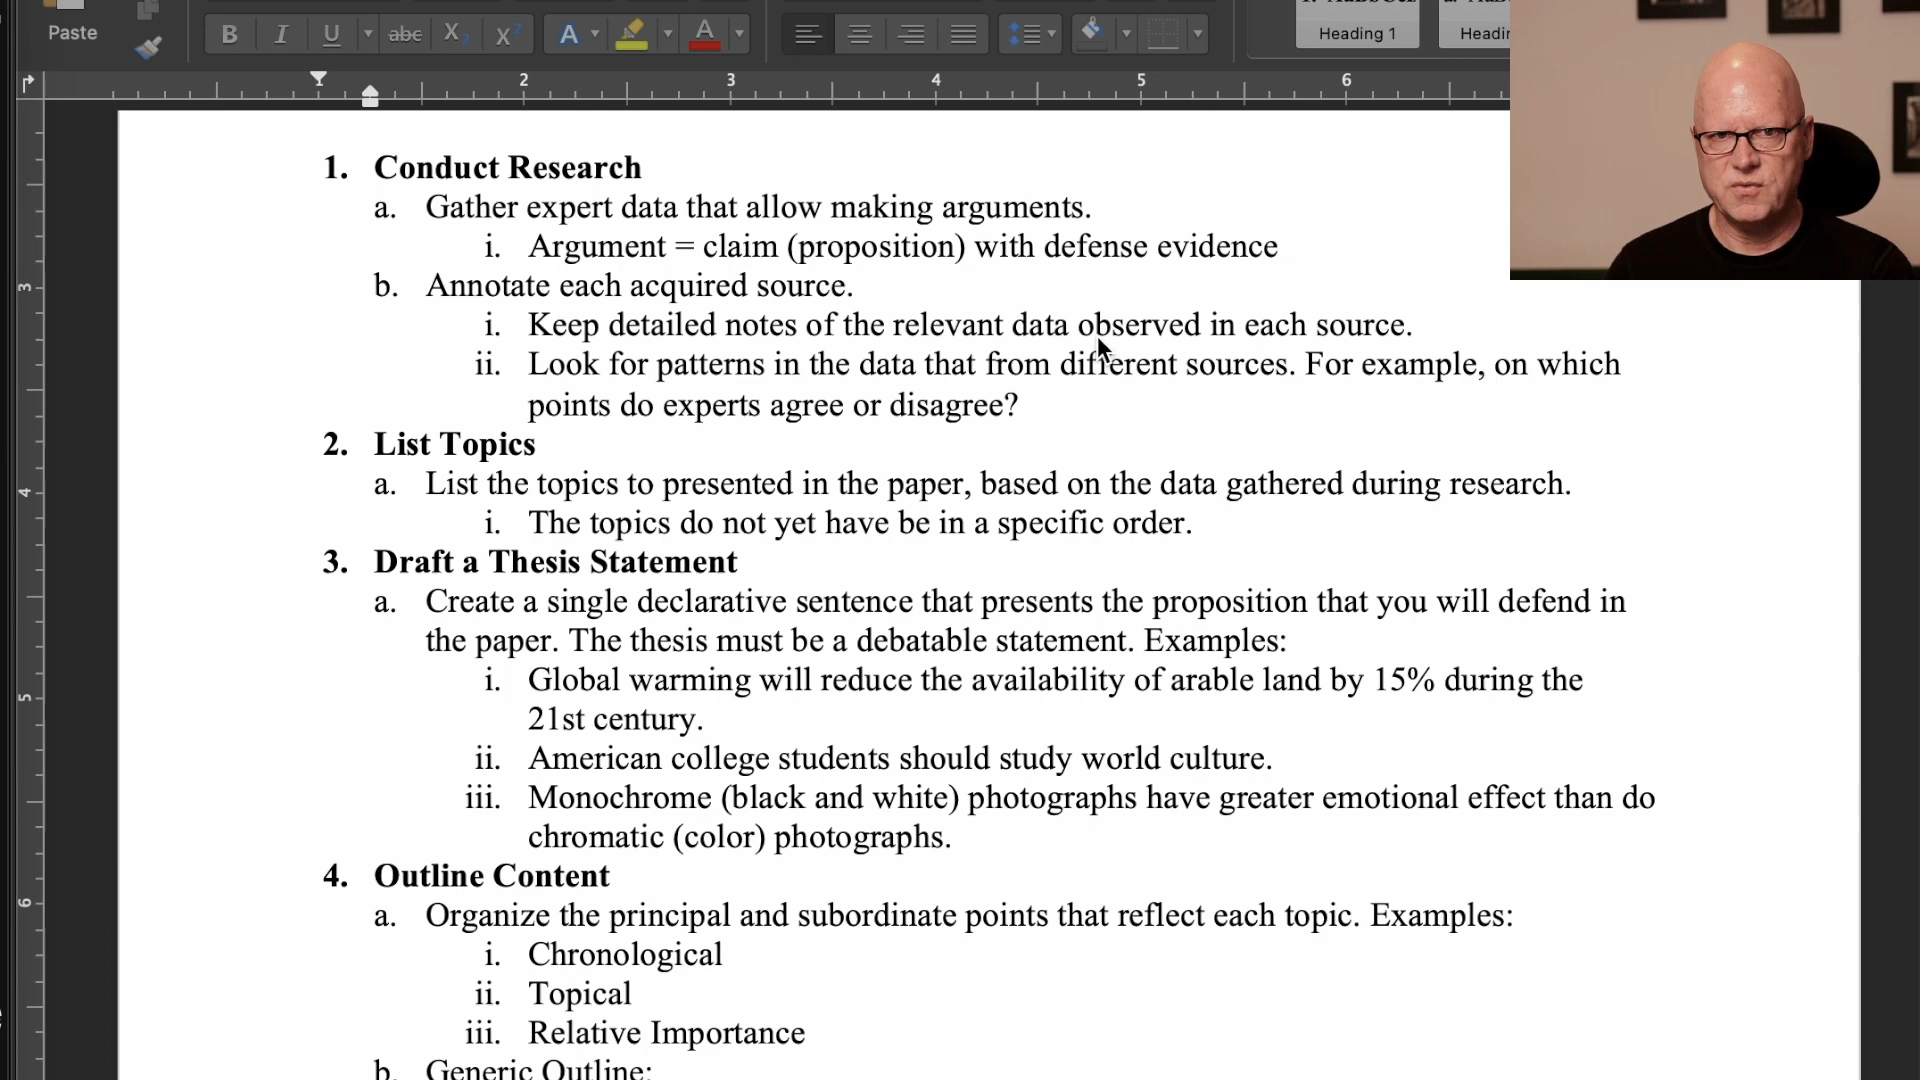 Paste
B I U abc X2 X2 A A
Heading 1
2 3 4 5 6
3
4
5
6
1. Conduct Research
a. Gather expert data that allow making arguments.
i. Argument = claim (proposition) with defense evidence
b. Annotate each acquired source.
i. Keep detailed notes of the relevant data observed in each source.
ii. Look for patterns in the data that from different sources. For example, on which
points do experts agree or disagree?
2. List Topics
a. List the topics to presented in the paper, based on the data gathered during research.
i. The topics do not yet have be in a specific order.
3. Draft a Thesis Statement
a. Create a single declarative sentence that presents the proposition that you will defend in
the paper. The thesis must be a debatable statement. Examples:
i. Global warming will reduce the availability of arable land by 15% during the
21st century.
ii. American college students should study world culture.
iii. Monochrome (black and white) photographs have greater emotional effect than do
chromatic (color) photographs.
4. Outline Content
a. Organize the principal and subordinate points that reflect each topic. Examples:
i. Chronological
ii. Topical
iii. Relative Importance
b. Generic Outline: